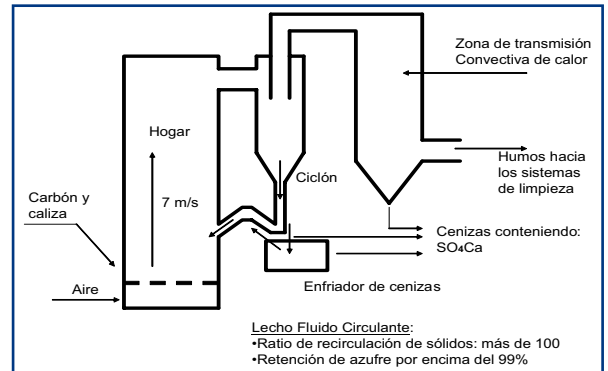 Zona de transmisión
Convectiva de calor
Hogar
Humos hacia
los sistemas
de limpieza
Ciclón
Carbón y
caliza
7 m/s
Cenizas conteniendo:
SO₄Ca
Aire
Enfriador de cenizas
Lecho Fluido Circulante:
•Ratio de recirculación de sólidos: más de 100
•Retención de azufre por encima del 99%